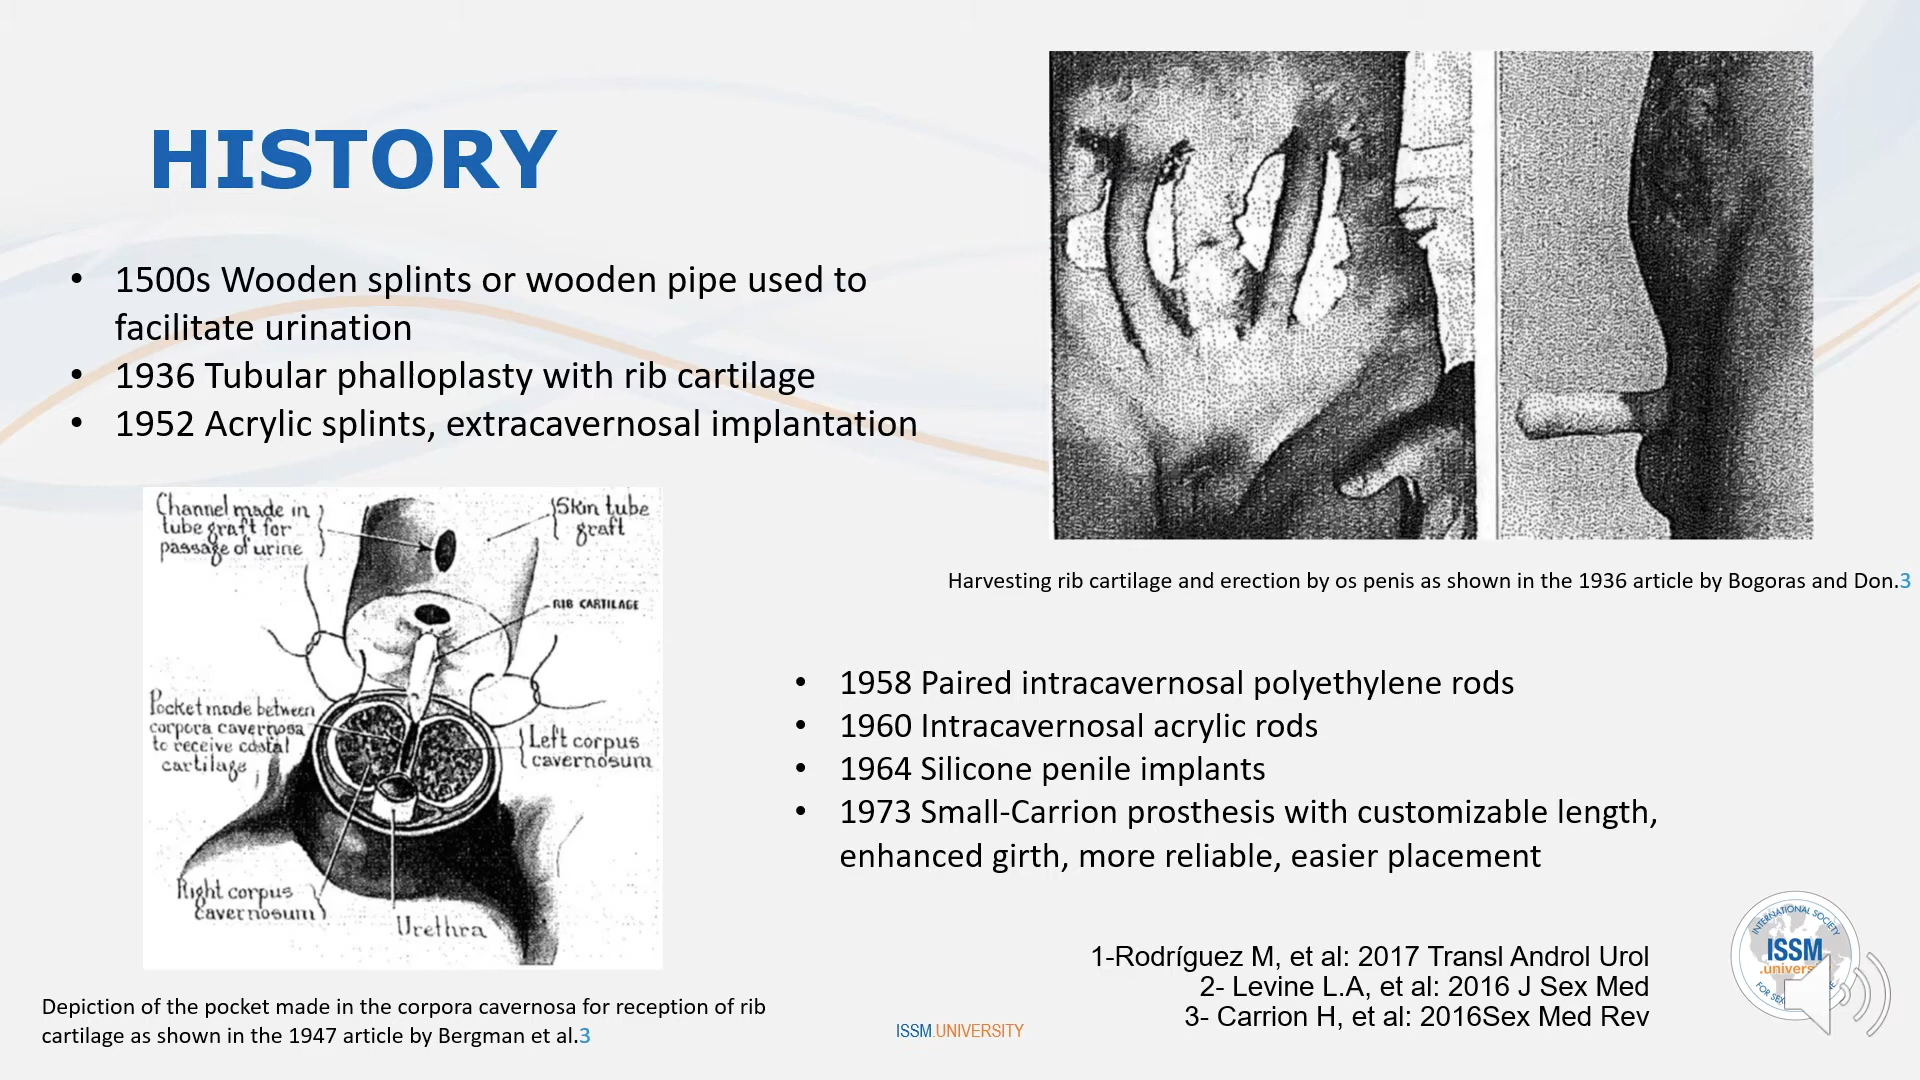 HISTORY
• 1500s Wooden splints or wooden pipe used to
facilitate urination
• 1936 Tubular phalloplasty with rib cartilage
• 1952 Acrylic splints, extracavernosal implantation
Channel made in
tube graft for
passage of urine
Skin tube
graft
RIB CARTILAGE
Pocket made between
corpora cavernosa
to receive costal
cartilage
Left corpus
cavernosum
Right corpus
cavernosum
Urethra
Depiction of the pocket made in the corpora cavernosa for reception of rib
cartilage as shown in the 1947 article by Bergman et al.3
Harvesting rib cartilage and erection by os penis as shown in the 1936 article by Bogoras and Don.3
• 1958 Paired intracavernosal polyethylene rods
• 1960 Intracavernosal acrylic rods
• 1964 Silicone penile implants
• 1973 Small-Carrion prosthesis with customizable length,
enhanced girth, more reliable, easier placement
1-Rodríguez M, et al: 2017 Transl Androl Urol
2- Levine L.A, et al: 2016 J Sex Med
3- Carrion H, et al: 2016Sex Med Rev
ISSM.UNIVERSITY
INTERNATIONAL SOCIETY
ISSM